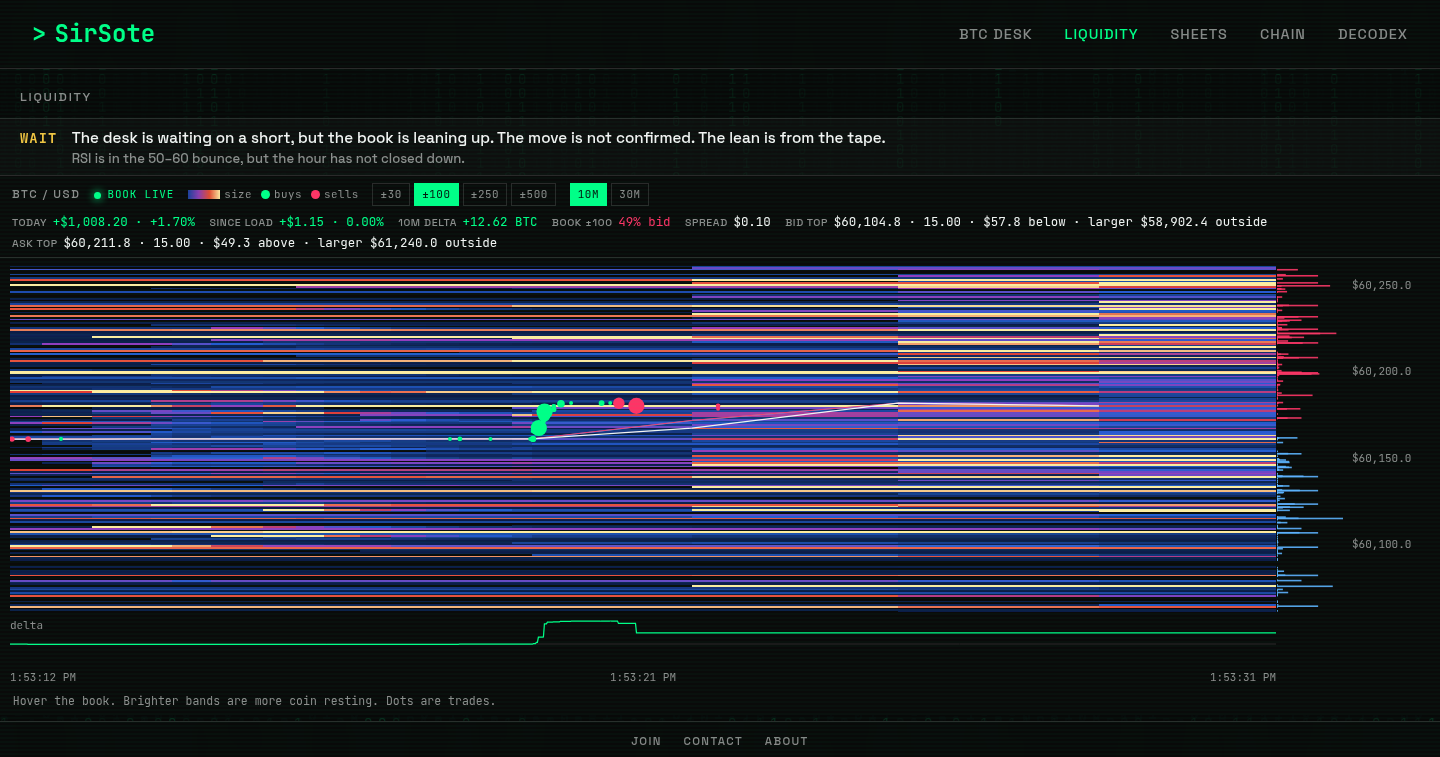 > SirSote
BTC DESK LIQUIDITY SHEETS CHAIN DECODEX
LIQUIDITY
WAIT The desk is waiting on a short, but the book is leaning up. The move is not confirmed. The lean is from the tape.
RSI is in the 50–60 bounce, but the hour has not closed down.
BTC / USD BOOK LIVE size buys sells ±30 ±100 ±250 ±500 10M 30M
TODAY +$1,008.20 · +1.70% SINCE LOAD +$1.15 · 0.00% 10M DELTA +12.62 BTC BOOK ±100 49% bid SPREAD $0.10 BID TOP $60,104.8 · 15.00 · $57.8 below · larger $58,902.4 outside
ASK TOP $60,211.8 · 15.00 · $49.3 above · larger $61,240.0 outside
$60,250.0
$60,200.0
$60,150.0
$60,100.0
delta
1:53:12 PM 1:53:21 PM 1:53:31 PM
Hover the book. Brighter bands are more coin resting. Dots are trades.
JOIN CONTACT ABOUT